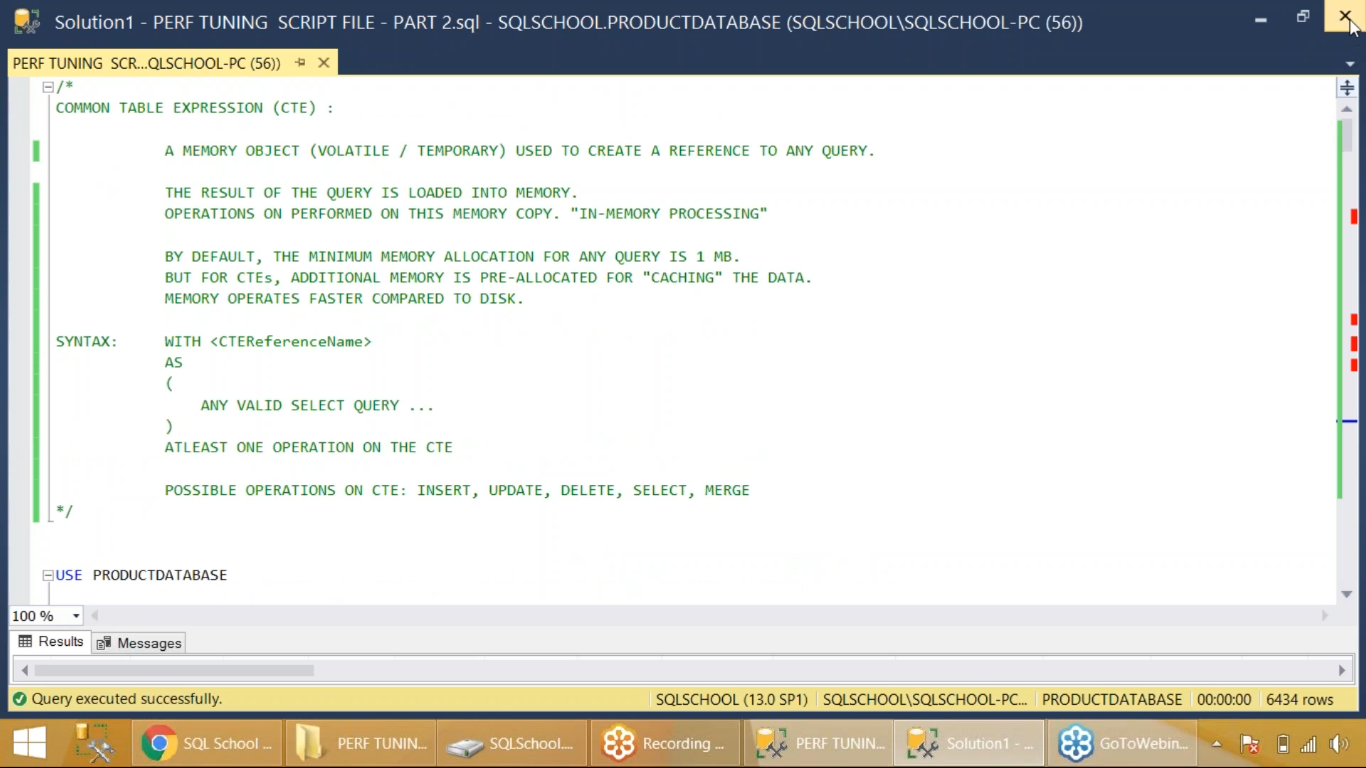 Solution1 - PERF TUNING  SCRIPT FILE - PART 2.sql - SQLSCHOOL.PRODUCTDATABASE (SQLSCHOOL\SQLSCHOOL-PC (56))
PERF TUNING  SCR...QLSCHOOL-PC (56))
/*
COMMON TABLE EXPRESSION (CTE) :
A MEMORY OBJECT (VOLATILE / TEMPORARY) USED TO CREATE A REFERENCE TO ANY QUERY.
THE RESULT OF THE QUERY IS LOADED INTO MEMORY.
OPERATIONS ON PERFORMED ON THIS MEMORY COPY. "IN-MEMORY PROCESSING"
BY DEFAULT, THE MINIMUM MEMORY ALLOCATION FOR ANY QUERY IS 1 MB.
BUT FOR CTEs, ADDITIONAL MEMORY IS PRE-ALLOCATED FOR "CACHING" THE DATA.
MEMORY OPERATES FASTER COMPARED TO DISK.
SYNTAX: WITH <CTEReferenceName>
AS
(
ANY VALID SELECT QUERY ...
)
ATLEAST ONE OPERATION ON THE CTE
POSSIBLE OPERATIONS ON CTE: INSERT, UPDATE, DELETE, SELECT, MERGE
*/
USE PRODUCTDATABASE
100 %
Results Messages
Query executed successfully. SQLSCHOOL (13.0 SP1) SQLSCHOOL\SQLSCHOOL-PC... PRODUCTDATABASE 00:00:00 6434 rows
SQL School ... PERF TUNIN... SQLSchool.... Recording ... PERF TUNIN... Solution1 - ... GoToWebin...